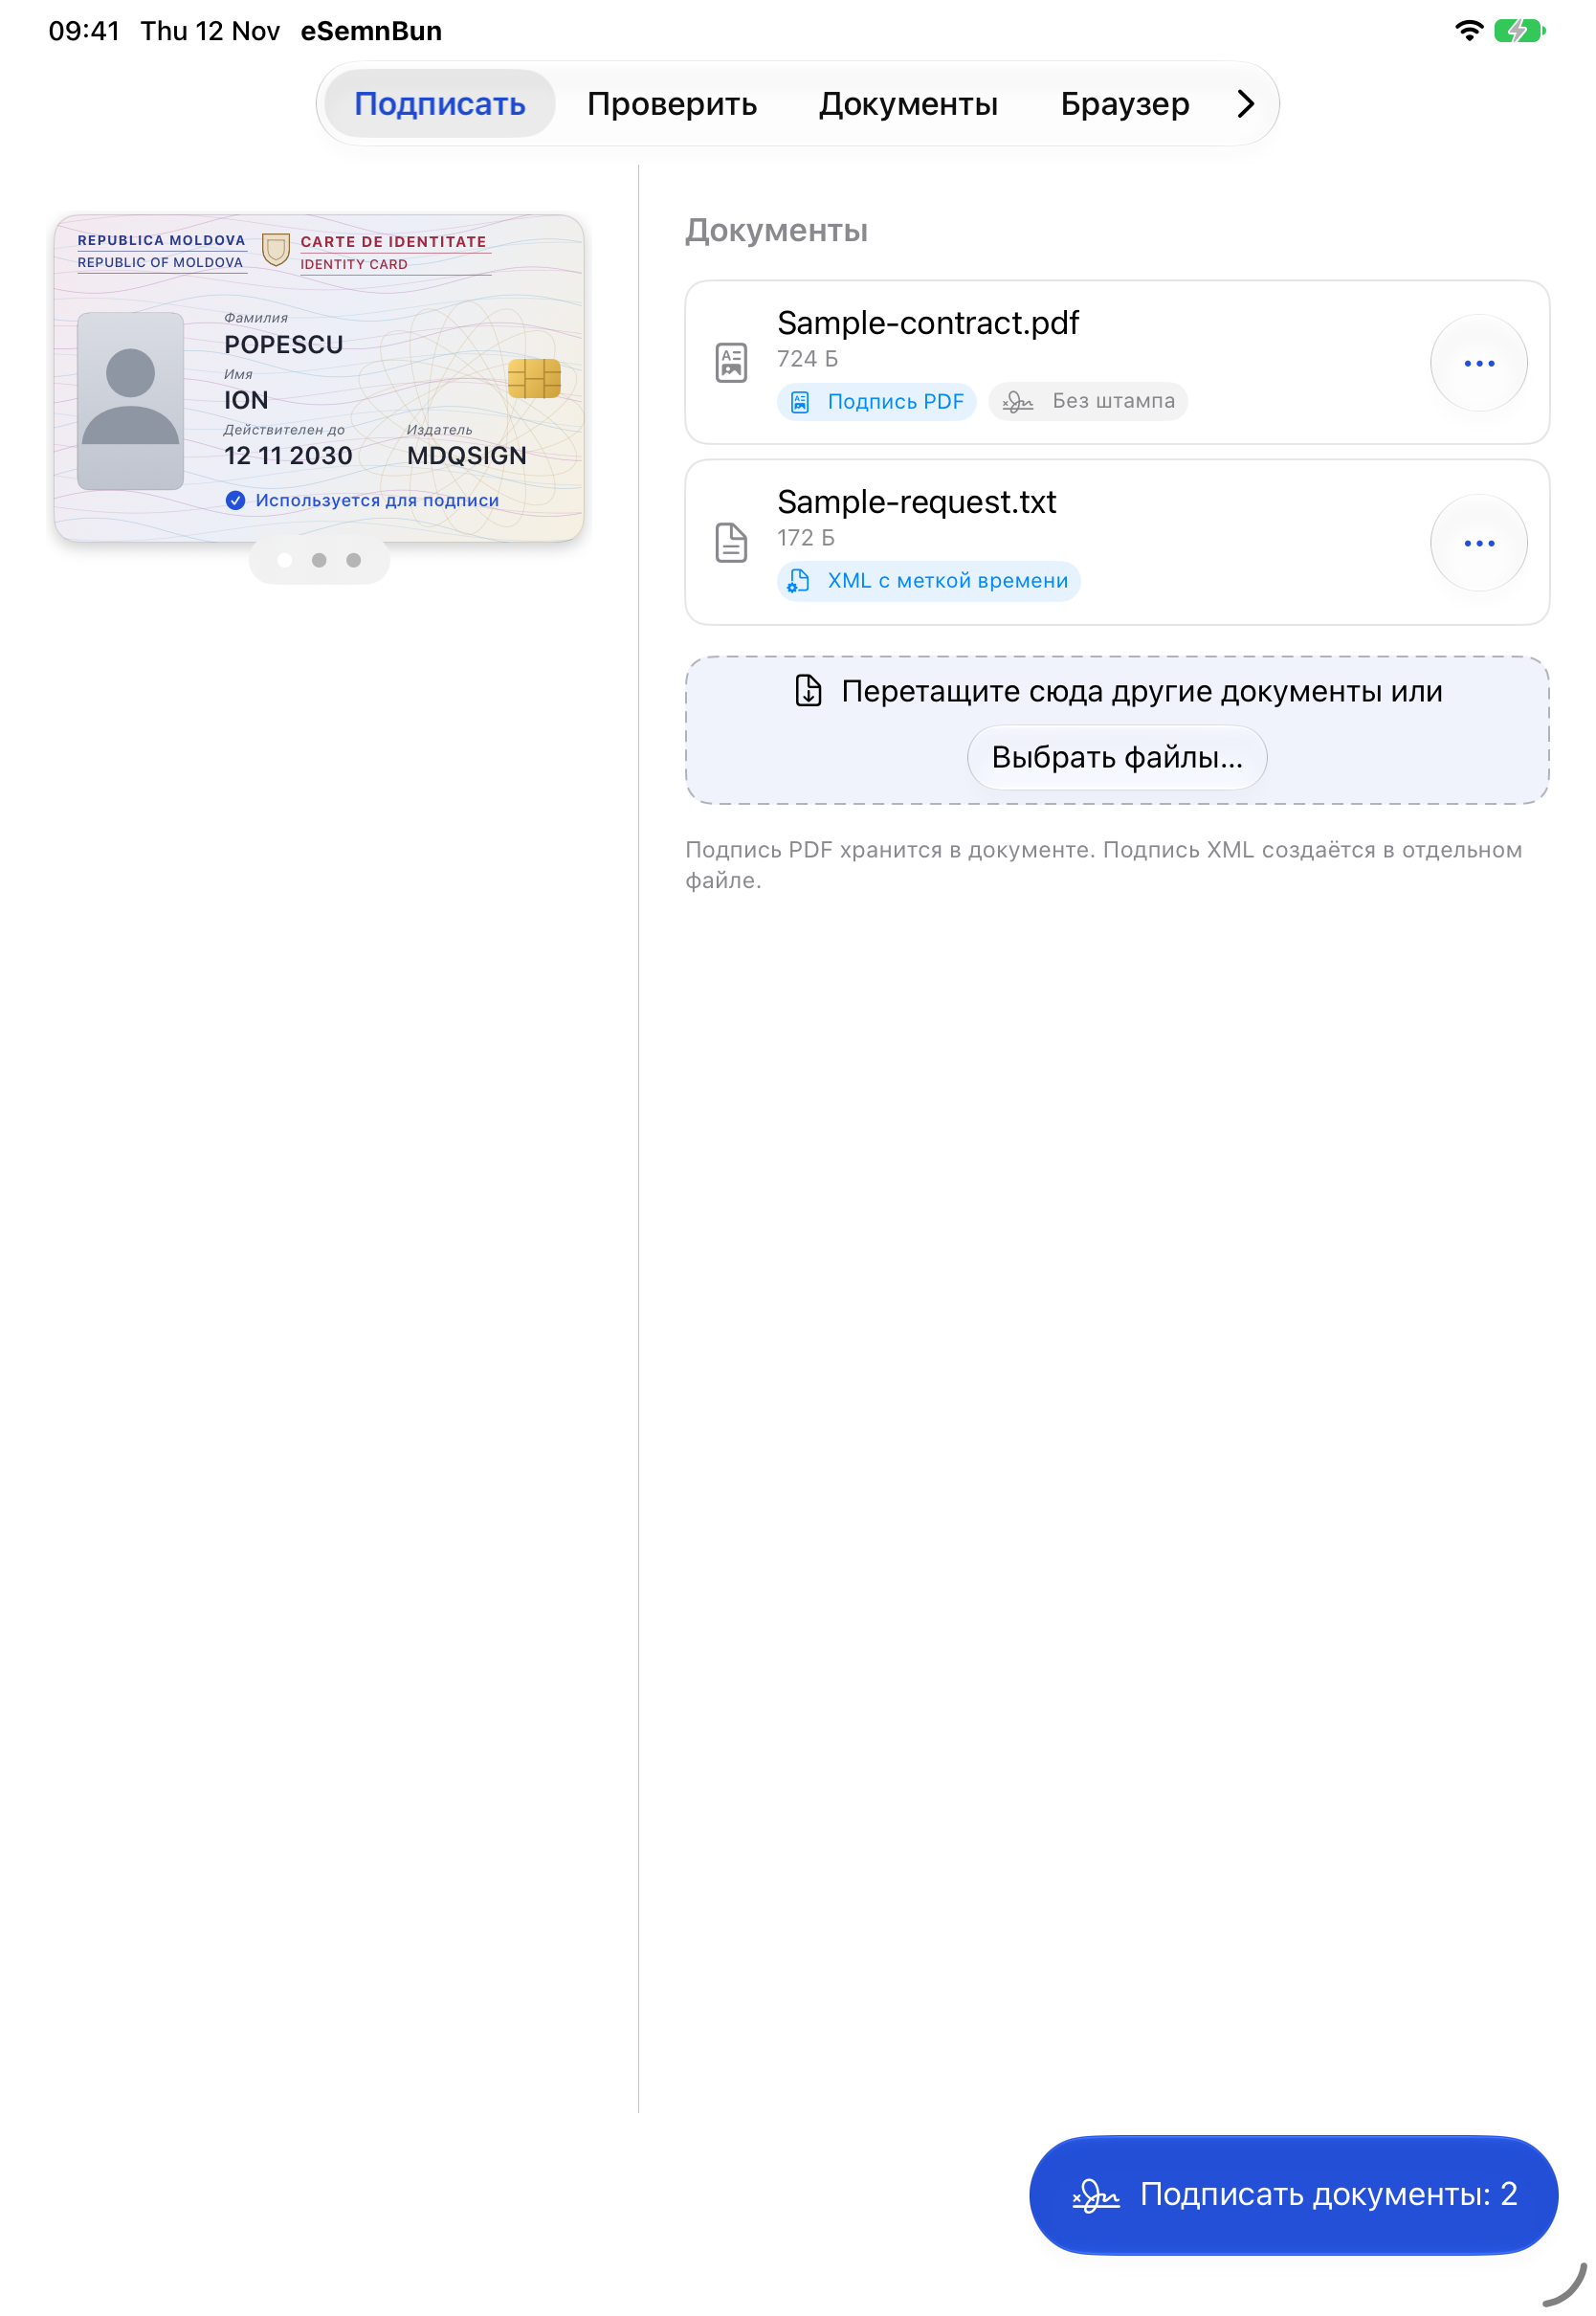 09:41 Thu 12 Nov eSemnBun
Подписать Проверить Документы Браузер
REPUBLICA MOLDOVA
REPUBLIC OF MOLDOVA
CARTE DE IDENTITATE
IDENTITY CARD
Фамилия
POPESCU
Имя
ION
Действителен до Издатель
12 11 2030 MDQSIGN
Используется для подписи
Документы
Sample-contract.pdf
724 Б
Подпись PDF Без штампа
Sample-request.txt
172 Б
XML с меткой времени
Перетащите сюда другие документы или
Выбрать файлы...
Подпись PDF хранится в документе. Подпись XML создаётся в отдельном
файле.
Подписать документы: 2